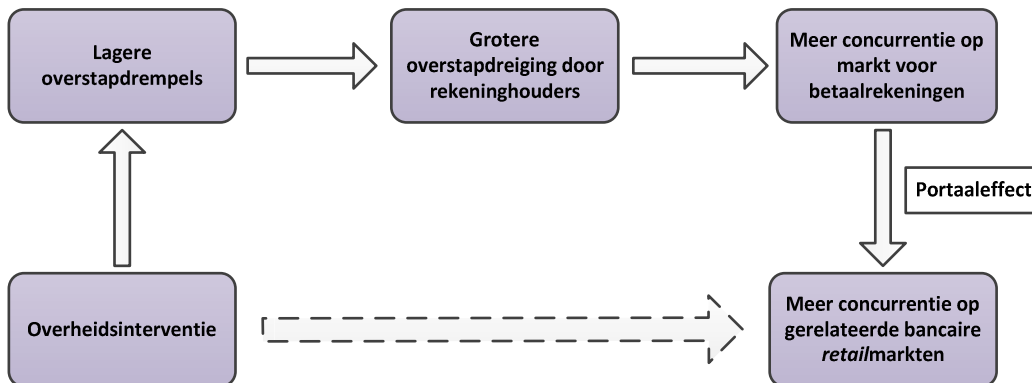 Lagere
overstapdrempels
Grotere
overstapdreiging door
rekeninghouders
Meer concurrentie op
markt voor
betaalrekeningen
Portaaleffect
Overheidsinterventie
Meer concurrentie op
gerelateerde bancaire
retailmarkten